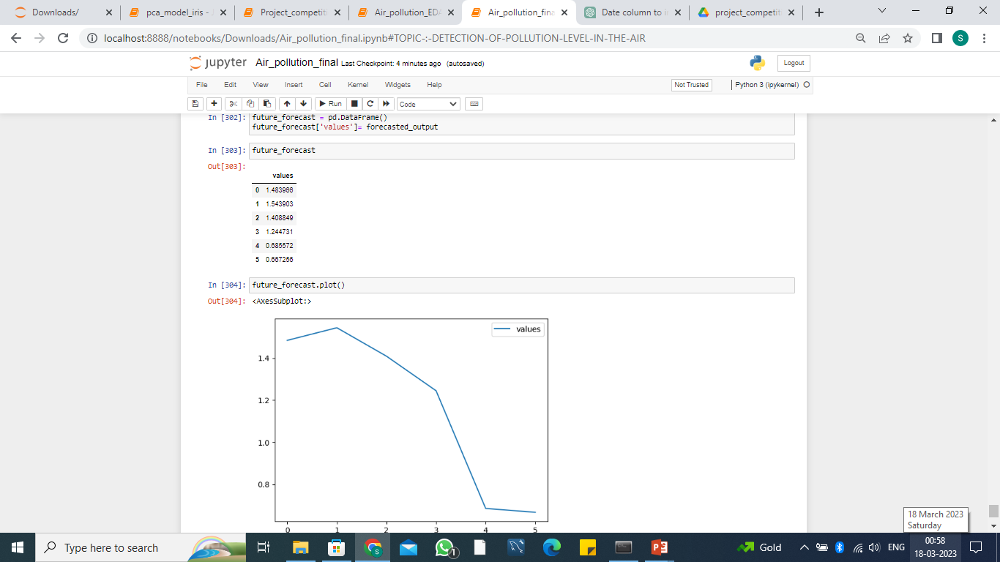 Downloads/
pca_model_iris - J
Project_competiti
Air_pollution_EDA
Air_pollution_fina
Date column to i
project_competiti
localhost:8888/notebooks/Downloads/Air_pollution_final.ipynb#TOPIC-:-DETECTION-OF-POLLUTION-LEVEL-IN-THE-AIR
S
jupyter Air_pollution_final Last Checkpoint: 4 minutes ago (autosaved)
Logout
File Edit View Insert Cell Kernel Widgets Help
Not Trusted
Python 3 (ipykernel)
Run
Code
In [302]: future_forecast = pd.DataFrame()
future_forecast['values']= forecasted_output
In [303]: future_forecast
Out[303]:
values
0 1.483966
1 1.543903
2 1.408849
3 1.244731
4 0.685572
5 0.667256
In [304]: future_forecast.plot()
Out[304]: <AxesSubplot:>
values
1.4
1.2
1.0
0.8
0 1 2 3 4 5
18 March 2023
Saturday
Type here to search
1
Gold
ENG
00:58
18-03-2023